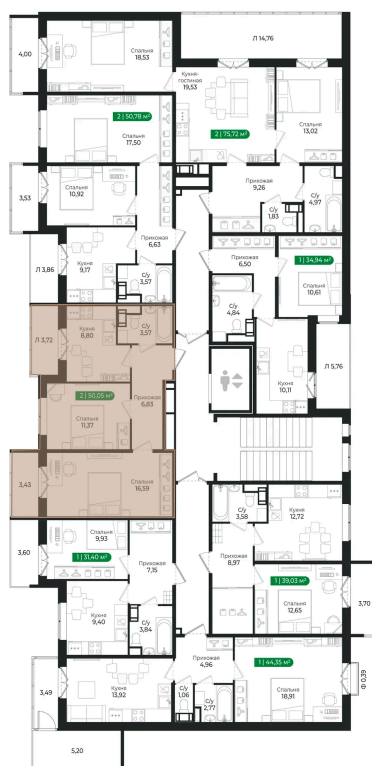 4,00
Спальня
18,53
Л 14,76
Кухня-
гостиная
19,53
2 | 50,78 м²
Спальня
17,50
2 | 75,72 м²
Спальня
13,02
3,53
Спальня
10,92
Прихожая
9,26
С/у
1,83
С/у
4,97
Л 3,86
Кухня
9,17
Прихожая
6,63
С/у
3,57
Прихожая
6,50
1 | 34,94 м²
Спальня
10,61
С/у
4,84
Л 3,72
Кухня
8,80
С/у
3,57
Л 5,76
Кухня
10,11
2 | 50,05 м²
Спальня
11,37
Прихожая
6,83
3,43
Спальня
16,59
С/у
3,58
Кухня
12,72
3,60
Спальня
9,93
1 | 31,40 м²
Прихожая
7,15
Прихожая
8,97
1 | 39,03 м²
Спальня
12,65
3,70
Кухня
9,40
С/у
3,84
Прихожая
4,96
1 | 44,35 м²
Ф 0,39
3,49
Кухня
13,92
С/у
1,06
С/у
2,77
Спальня
18,91
5,20